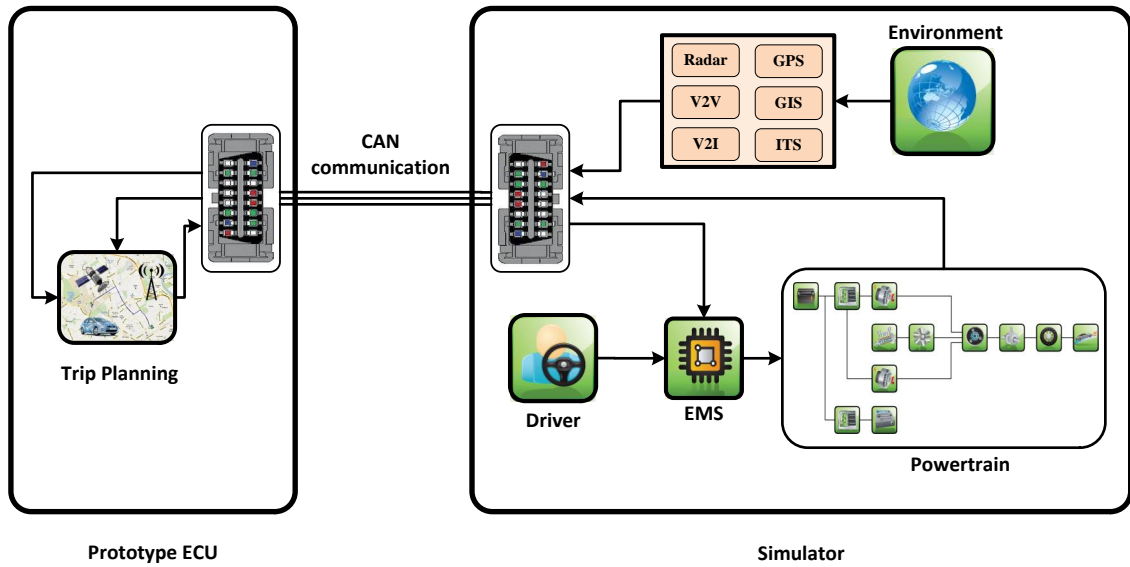 Environment
Radar
GPS
V2V
GIS
V2I
ITS
CAN
communication
Trip Planning
Driver
EMS
Powertrain
Prototype ECU
Simulator